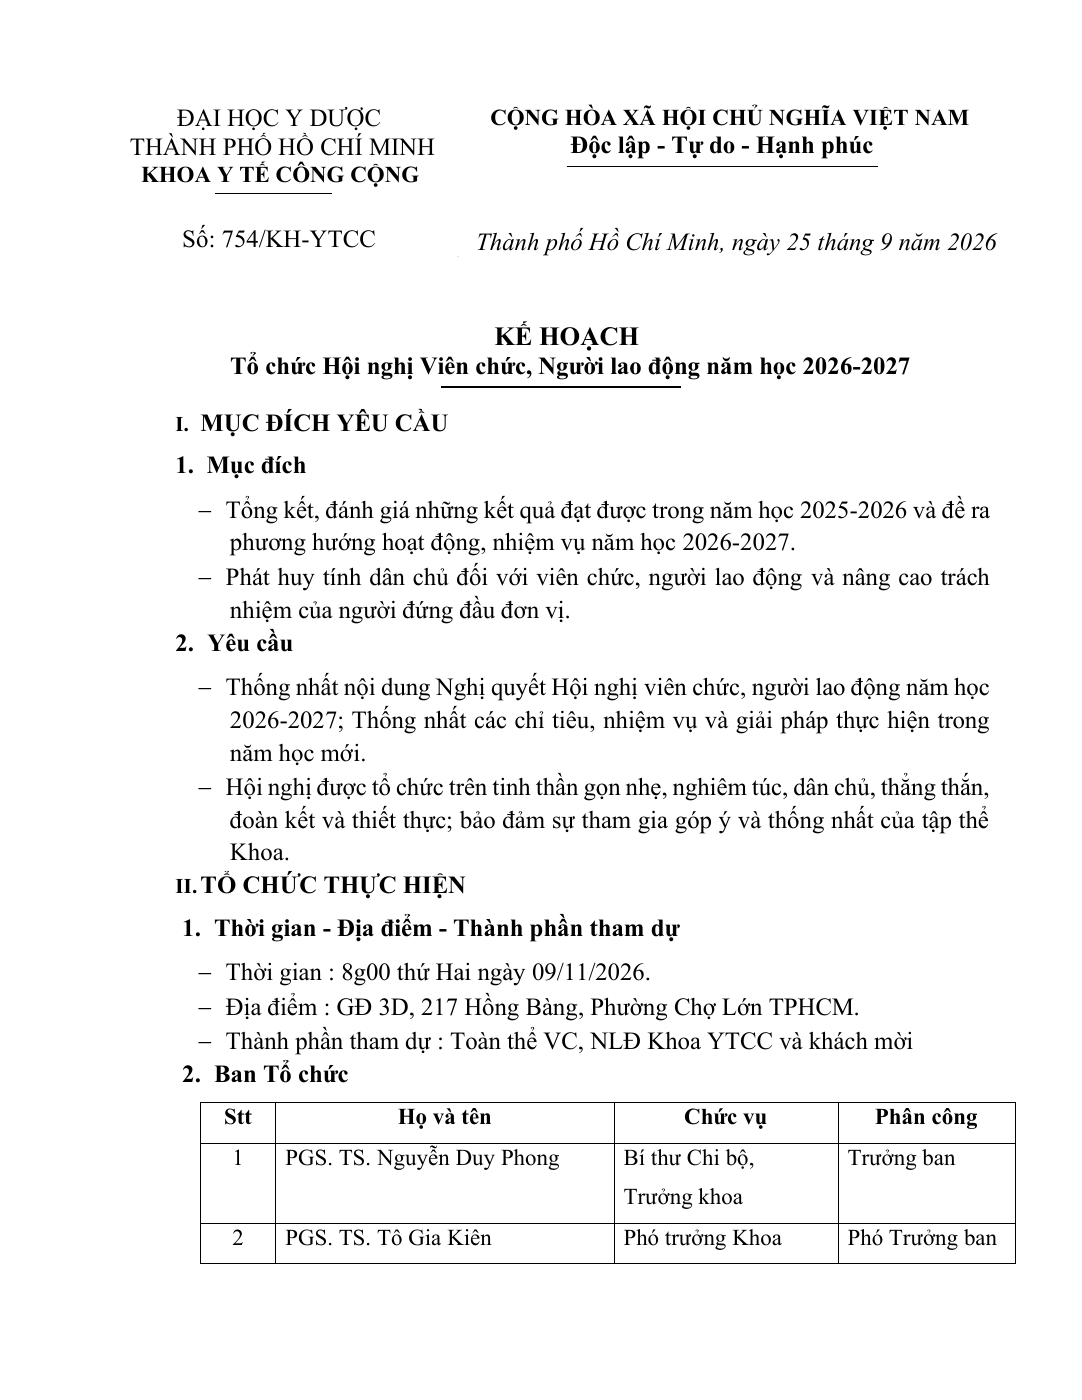 ĐẠI HỌC Y DƯỢC
THÀNH PHỐ HỒ CHÍ MINH
KHOA Y TẾ CÔNG CỘNG
CỘNG HÒA XÃ HỘI CHỦ NGHĨA VIỆT NAM
Độc lập - Tự do - Hạnh phúc
Số: 754/KH-YTCC
Thành phố Hồ Chí Minh, ngày 25 tháng 9 năm 2026
KẾ HOẠCH
Tổ chức Hội nghị Viên chức, Người lao động năm học 2026-2027
I. MỤC ĐÍCH YÊU CẦU
1. Mục đích
– Tổng kết, đánh giá những kết quả đạt được trong năm học 2025-2026 và đề ra
phương hướng hoạt động, nhiệm vụ năm học 2026-2027.
– Phát huy tính dân chủ đối với viên chức, người lao động và nâng cao trách
nhiệm của người đứng đầu đơn vị.
2. Yêu cầu
– Thống nhất nội dung Nghị quyết Hội nghị viên chức, người lao động năm học
2026-2027; Thống nhất các chỉ tiêu, nhiệm vụ và giải pháp thực hiện trong
năm học mới.
– Hội nghị được tổ chức trên tinh thần gọn nhẹ, nghiêm túc, dân chủ, thẳng thắn,
đoàn kết và thiết thực; bảo đảm sự tham gia góp ý và thống nhất của tập thể
Khoa.
II. TỔ CHỨC THỰC HIỆN
1. Thời gian - Địa điểm - Thành phần tham dự
– Thời gian : 8g00 thứ Hai ngày 09/11/2026.
– Địa điểm : GĐ 3D, 217 Hồng Bàng, Phường Chợ Lớn TPHCM.
– Thành phần tham dự : Toàn thể VC, NLĐ Khoa YTCC và khách mời
2. Ban Tổ chức
Stt Họ và tên Chức vụ Phân công
1 PGS. TS. Nguyễn Duy Phong Bí thư Chi bộ, Trưởng ban
Trưởng khoa
2 PGS. TS. Tô Gia Kiên Phó trưởng Khoa Phó Trưởng ban